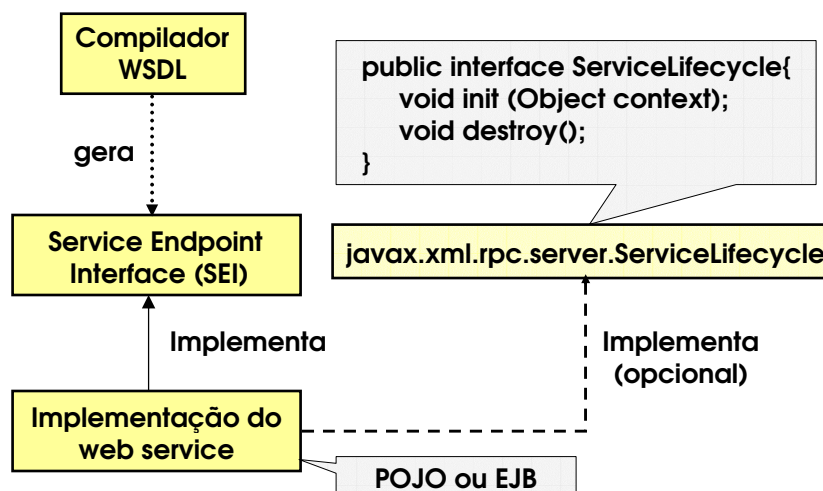 Compilador
WSDL
public interface ServiceLifecycle{
void init (Object context);
void destroy();
}
gera
Service Endpoint
Interface (SEI)
javax.xml.rpc.server.ServiceLifecycle
Implementa
Implementa
(opcional)
Implementação do
web service
POJO ou EJB